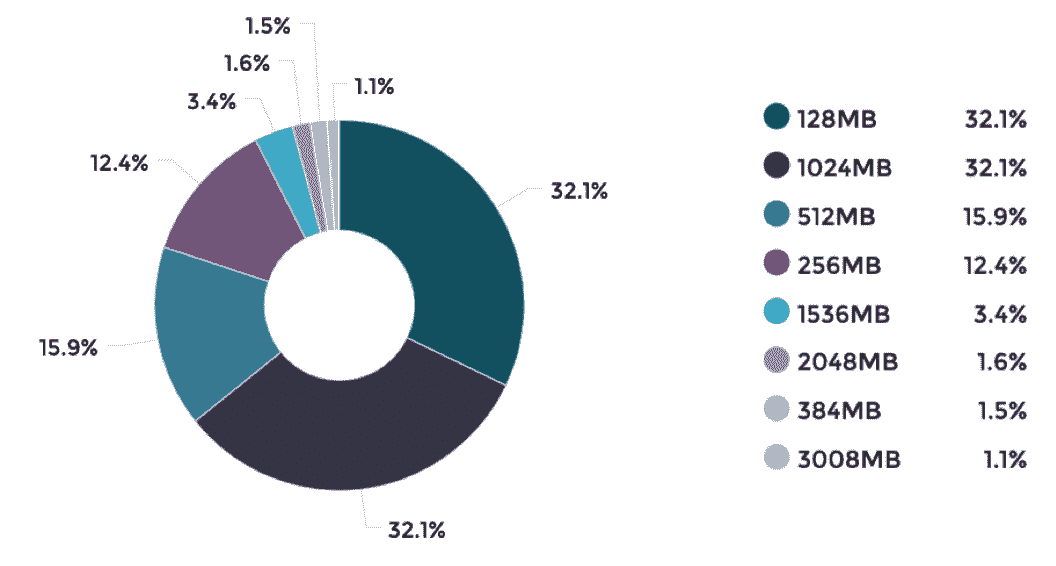 1.5%
1.6%
1.1%
3.4%
12.4%
32.1%
15.9%
32.1%
128MB 32.1%
1024MB 32.1%
512MB 15.9%
256MB 12.4%
1536MB 3.4%
2048MB 1.6%
384MB 1.5%
3008MB 1.1%